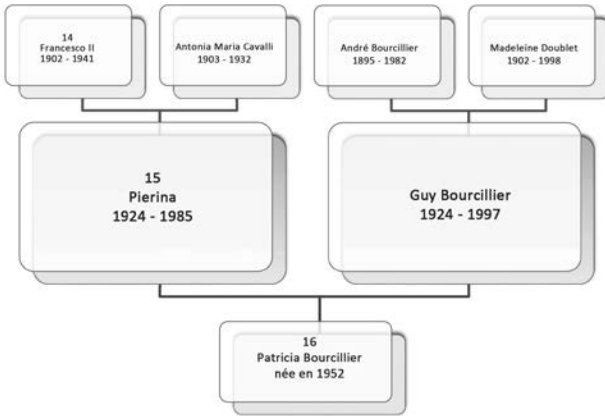 14
Francesco II
1902 - 1941
Antonia Maria Cavalli
1903 - 1932
André Bourcillier
1895 - 1982
Madeleine Doublet
1902 - 1998
15
Pierina
1924 - 1985
Guy Bourcillier
1924 - 1997
16
Patricia Bourcillier
née en 1952